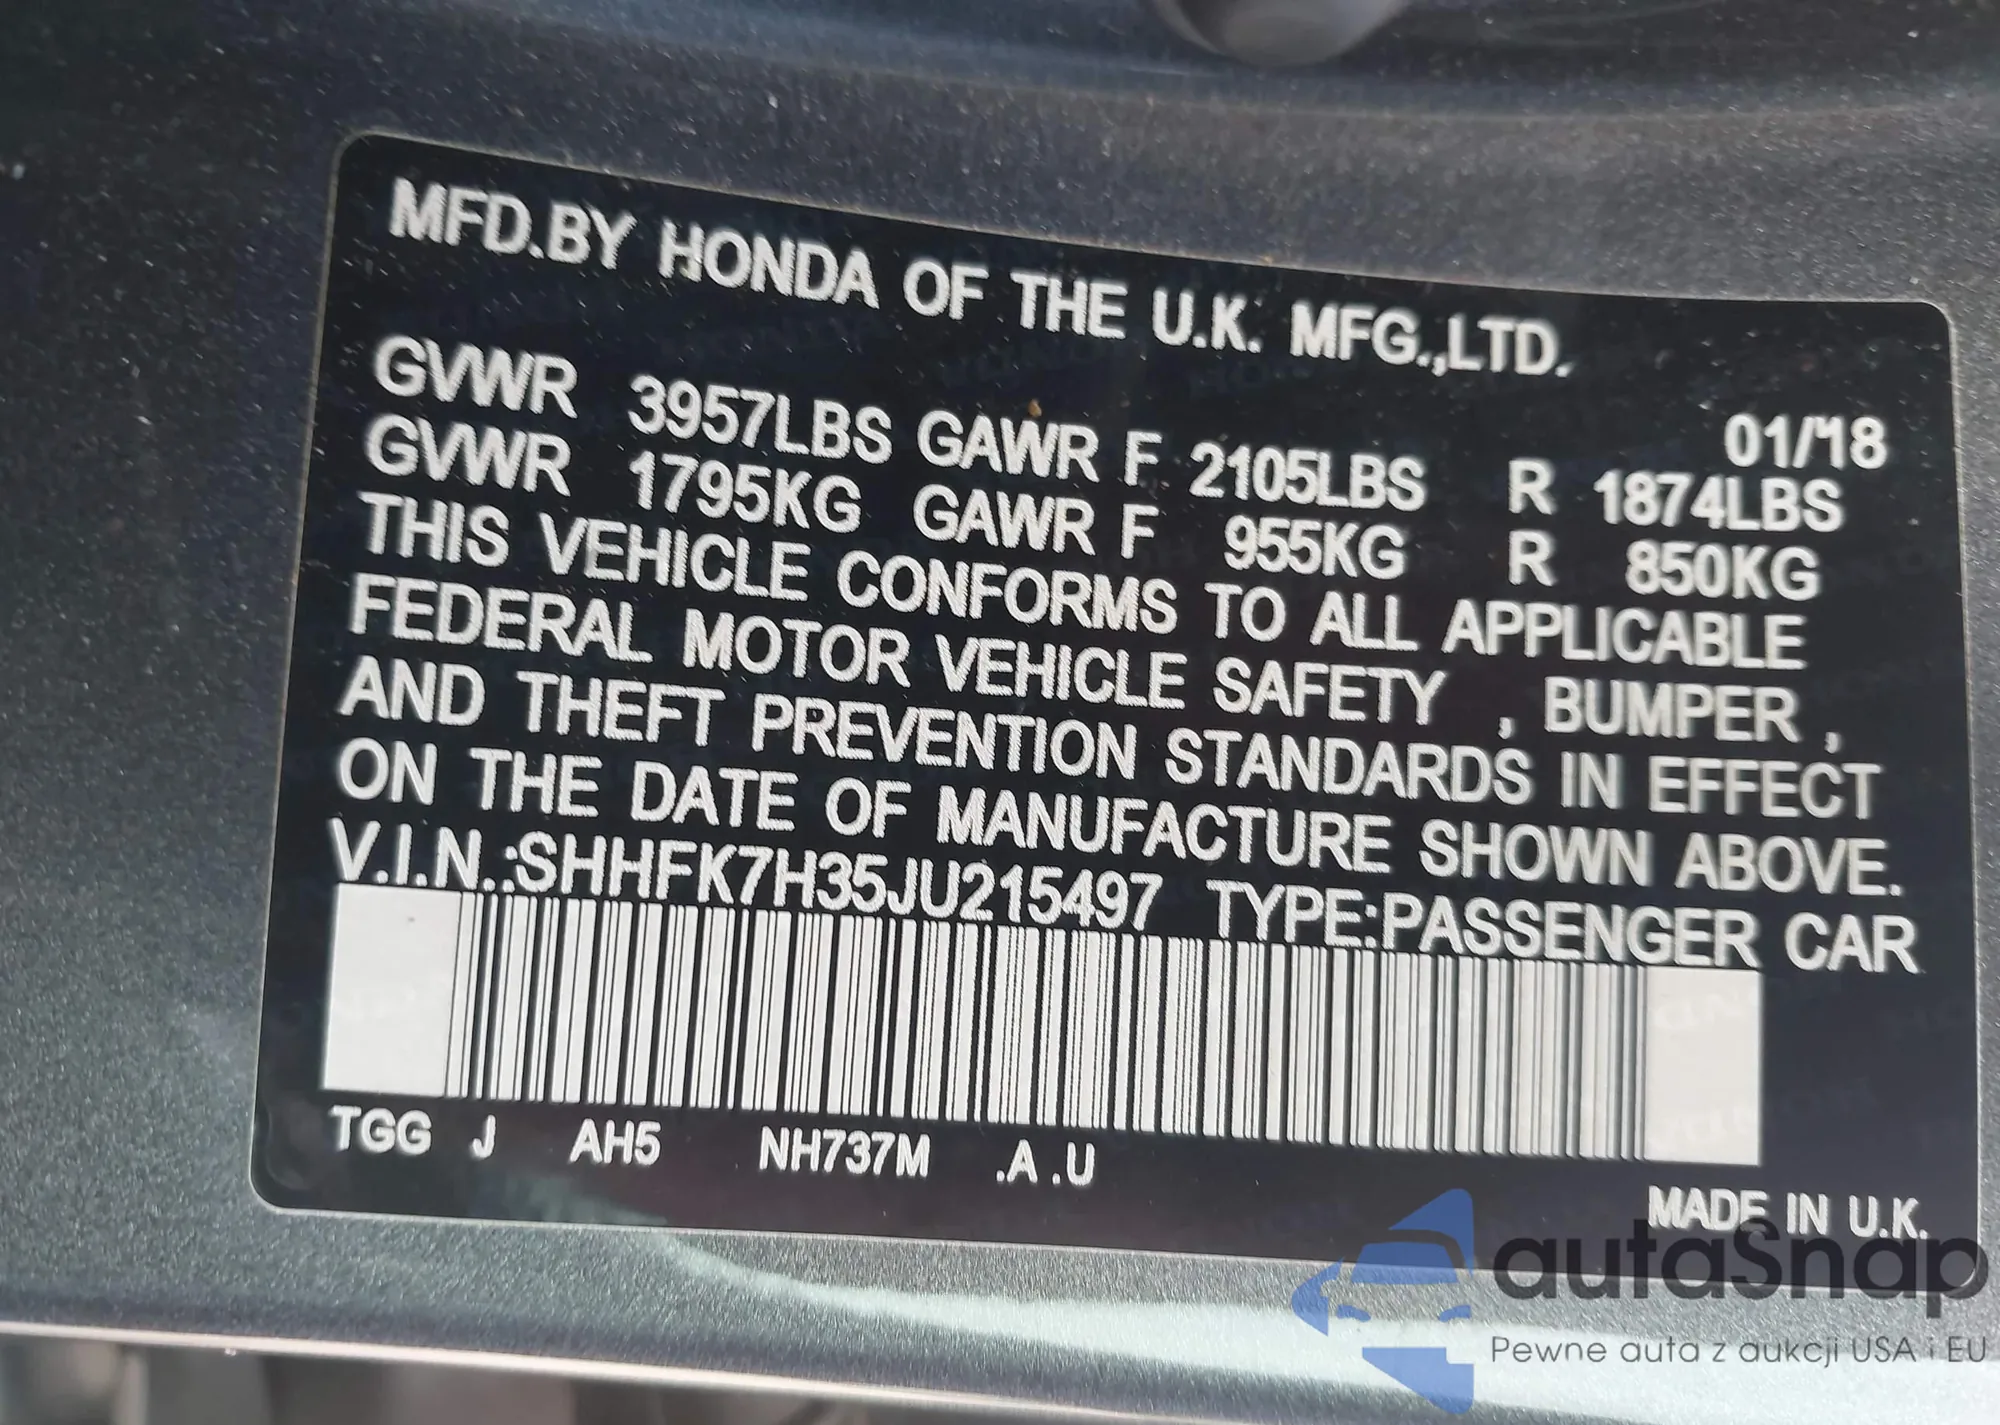 MFD.BY HONDA OF THE U.K. MFG.,LTD.
01/'18
GVWR 3957LBS GAWR F 2105LBS R 1874LBS
GVWR 1795KG GAWR F 955KG R 850KG
THIS VEHICLE CONFORMS TO ALL APPLICABLE
FEDERAL MOTOR VEHICLE SAFETY , BUMPER ,
AND THEFT PREVENTION STANDARDS IN EFFECT
ON THE DATE OF MANUFACTURE SHOWN ABOVE.
V.I.N.:SHHFK7H35JU215497 TYPE:PASSENGER CAR
TGG J AH5 NH737M .A .U
MADE IN U.K.
autaSnap
Pewne auta z aukcji USA i EU